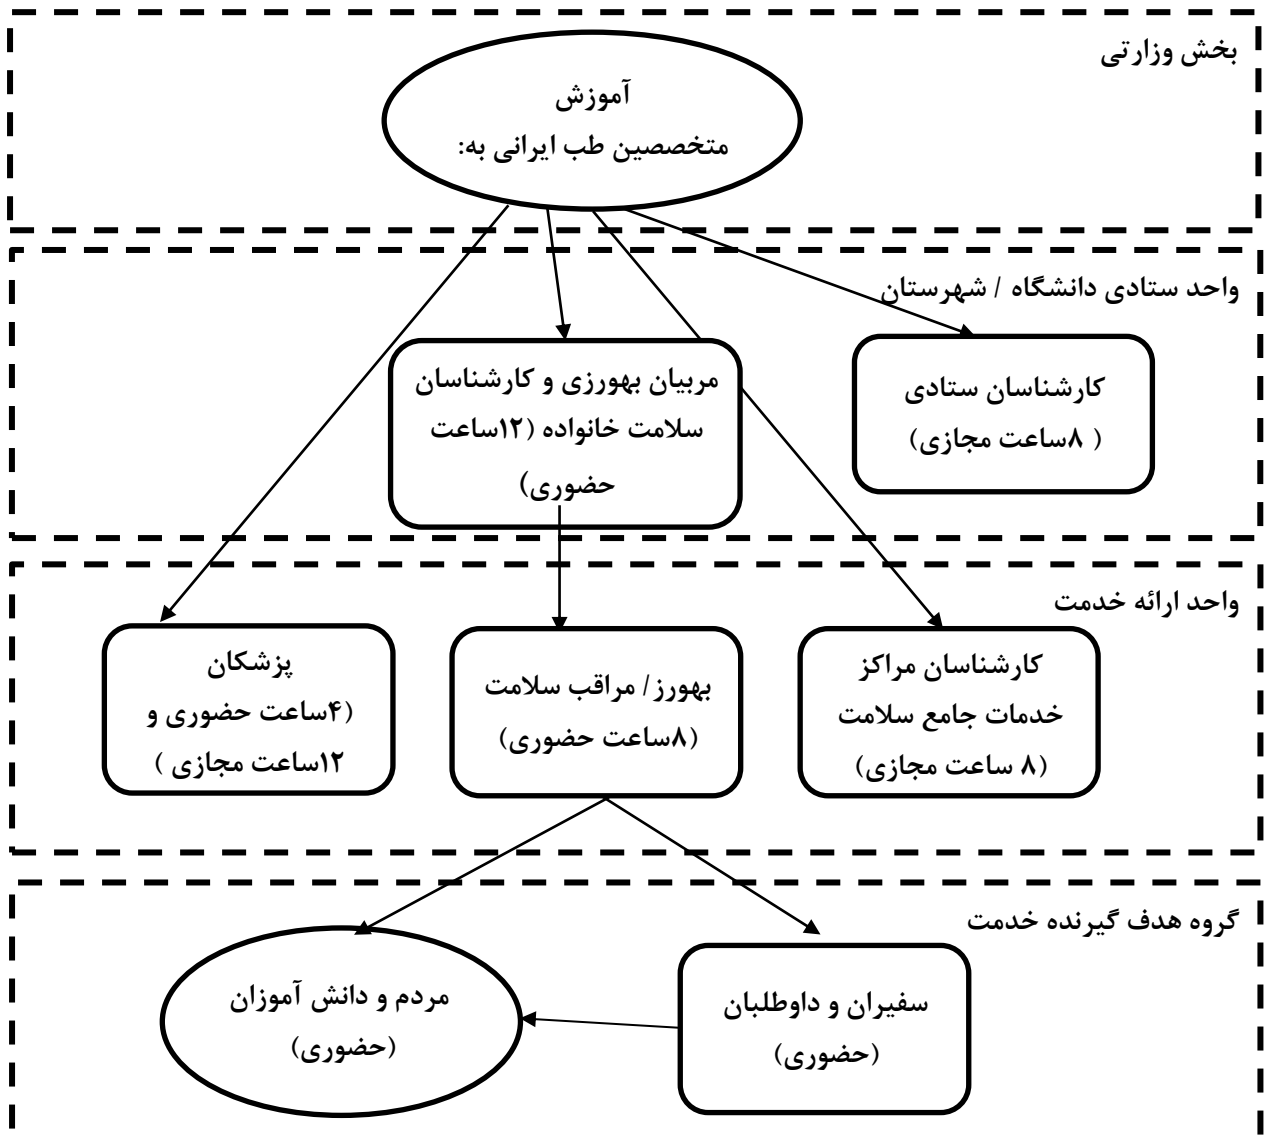 بخش وزارتی
آموزش
متخصصین طب ایرانی به:
واحد ستادی دانشگاه / شهرستان
کارشناسان ستادی
( ۸ساعت مجازی)
مربیان بهورزی و کارشناسان
سلامت خانواده (۱۲ساعت
حضوری)
واحد ارائه خدمت
کارشناسان مراکز
خدمات جامع سلامت
(۸ ساعت مجازی)
بهورز/ مراقب سلامت
(۸ساعت حضوری)
پزشکان
(۴ساعت حضوری و
۱۲ساعت مجازی )
گروه هدف گیرنده خدمت
سفیران و داوطلبان
(حضوری)
مردم و دانش آموزان
(حضوری)